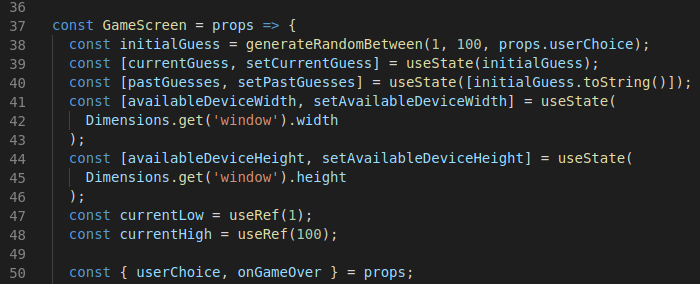 36
37 const GameScreen = props => {
38 const initialGuess = generateRandomBetween(1, 100, props.userChoice);
39 const [currentGuess, setCurrentGuess] = useState(initialGuess);
40 const [pastGuesses, setPastGuesses] = useState([initialGuess.toString()]);
41 const [availableDeviceWidth, setAvailableDeviceWidth] = useState(
42 Dimensions.get('window').width
43 );
44 const [availableDeviceHeight, setAvailableDeviceHeight] = useState(
45 Dimensions.get('window').height
46 );
47 const currentLow = useRef(1);
48 const currentHigh = useRef(100);
49
50 const { userChoice, onGameOver } = props;